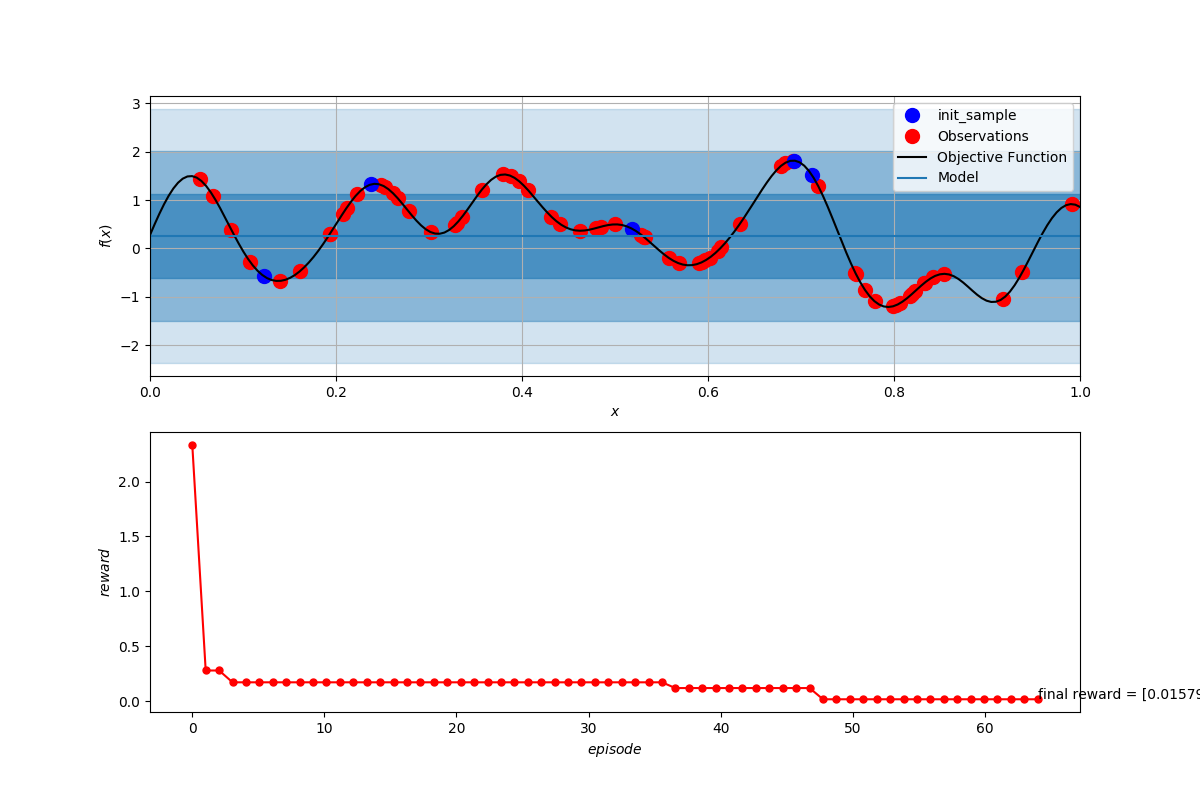 3
2
1
0
−1
−2
f(x)
init_sample
Observations
Objective Function
Model
0.0 0.2 0.4 0.6 0.8 1.0
x
2.0
1.5
1.0
0.5
0.0
reward
final reward = [0.01579
0 10 20 30 40 50 60
episode